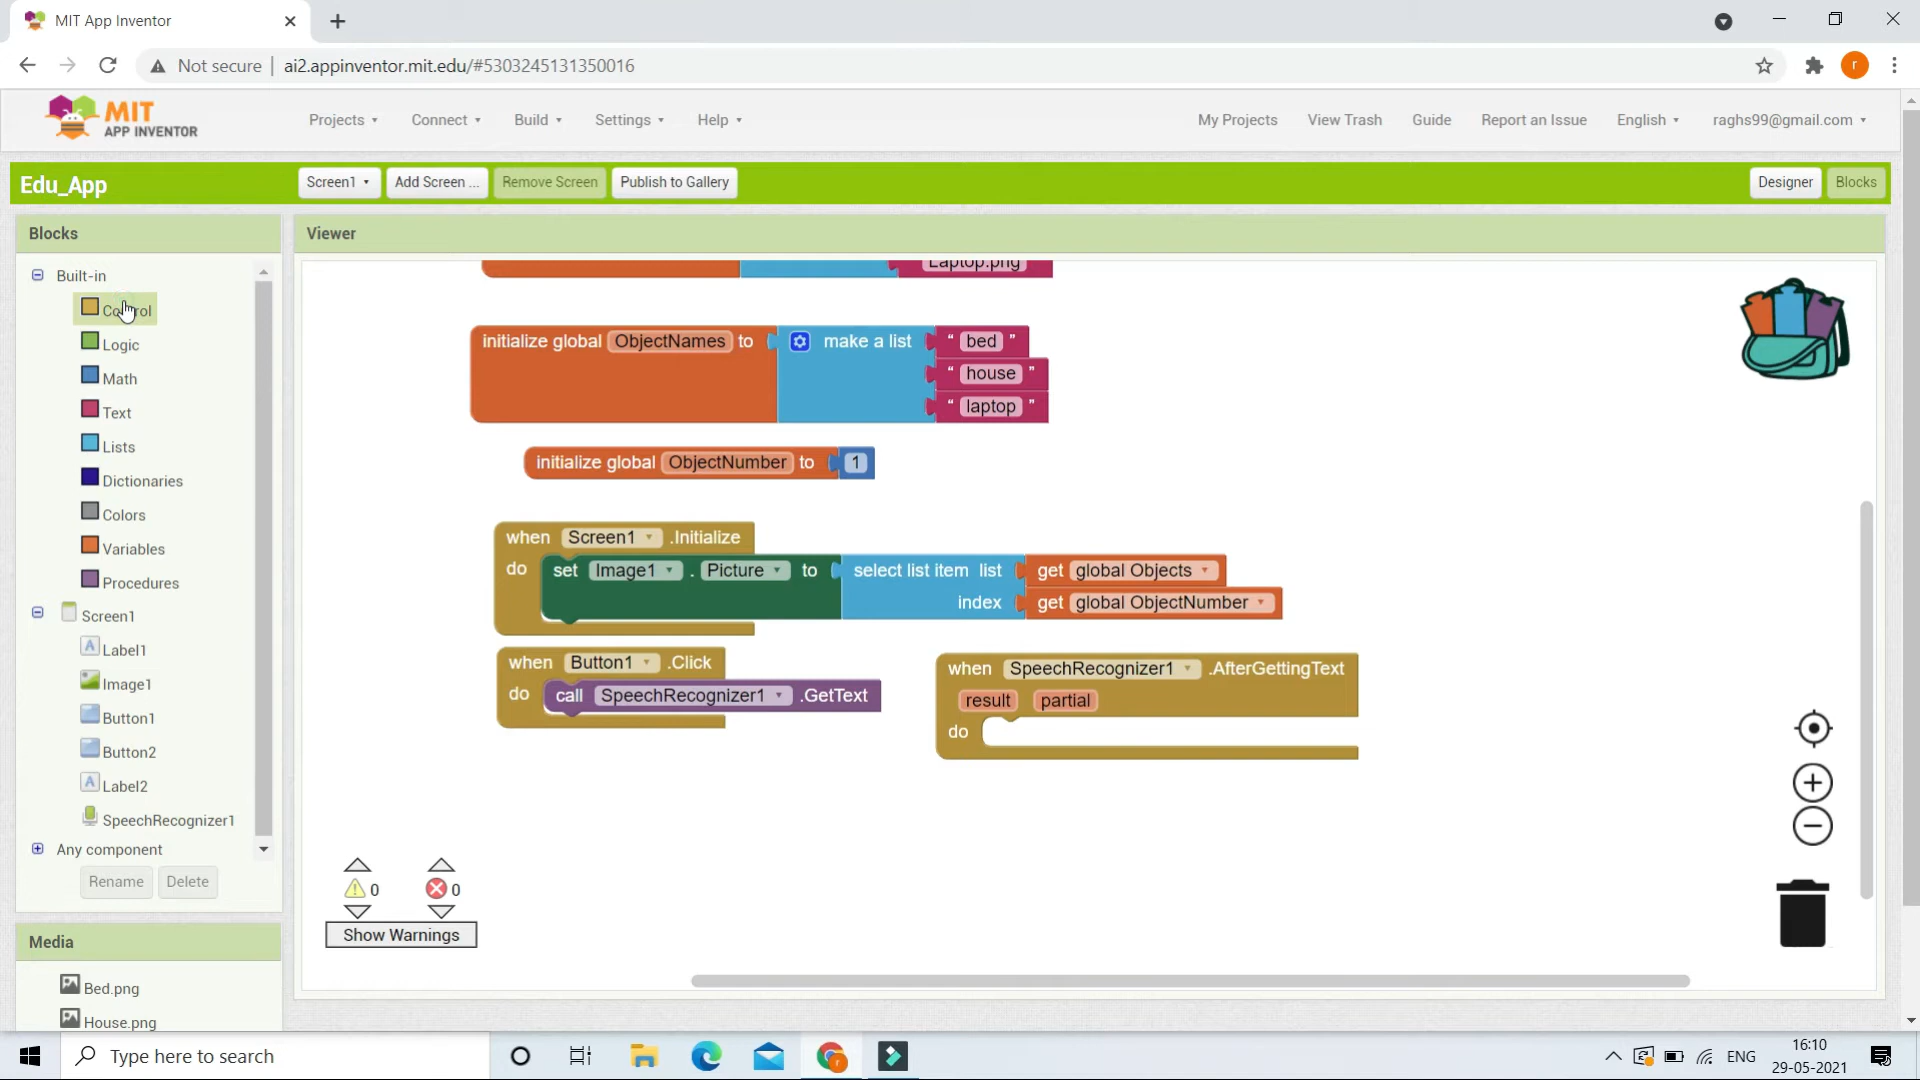 MIT App Inventor
Not secure
ai2.appinventor.mit.edu/#5303245131350016
r
MIT
APP INVENTOR
Projects
Connect
Build
Settings
Help
My Projects
View Trash
Guide
Report an Issue
English
raghs99@gmail.com
Edu_App
Screen1
Add Screen ...
Remove Screen
Publish to Gallery
Designer
Blocks
Blocks
Viewer
Built-in
Control
Logic
Math
Text
Lists
Dictionaries
Colors
Variables
Procedures
Screen1
Label1
Image1
Button1
Button2
Label2
SpeechRecognizer1
Any component
Rename
Delete
Media
Bed.png
House.png
Laptop.png
initialize global ObjectNames to make a list " bed "
" house "
" laptop "
initialize global ObjectNumber to 1
when Screen1 .Initialize
do set Image1 . Picture to select list item list get global Objects
index get global ObjectNumber
when Button1 .Click
do call SpeechRecognizer1 .GetText
when SpeechRecognizer1 .AfterGettingText
result partial
do
0
0
Show Warnings
Type here to search
ENG
16:10
29-05-2021